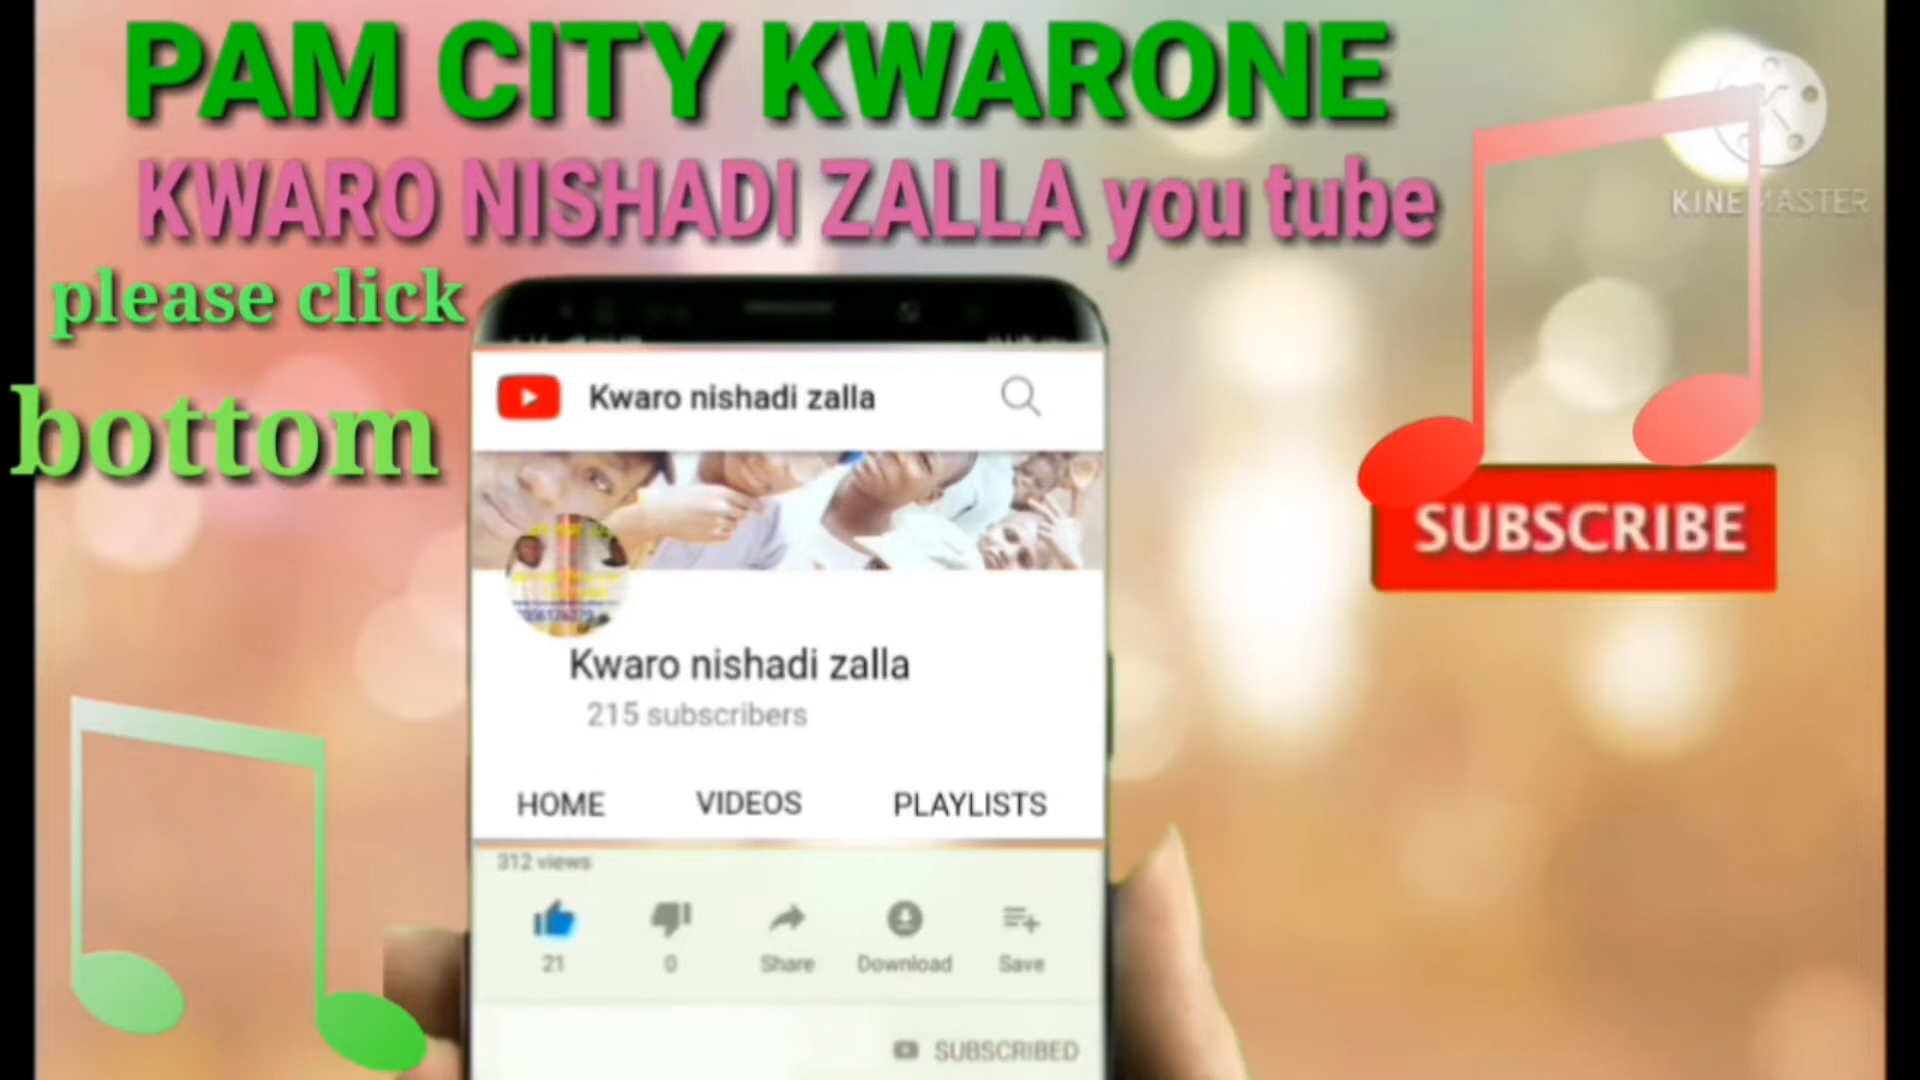 PAM CITY KWARONE
KWARO NISHADI ZALLA you tube
KINEMASTER
please click
bottom
Kwaro nishadi zalla
SUBSCRIBE
Kwaro nishadi zalla
215 subscribers
HOME VIDEOS PLAYLISTS
312 views
21 0 Share Download Save
SUBSCRIBED